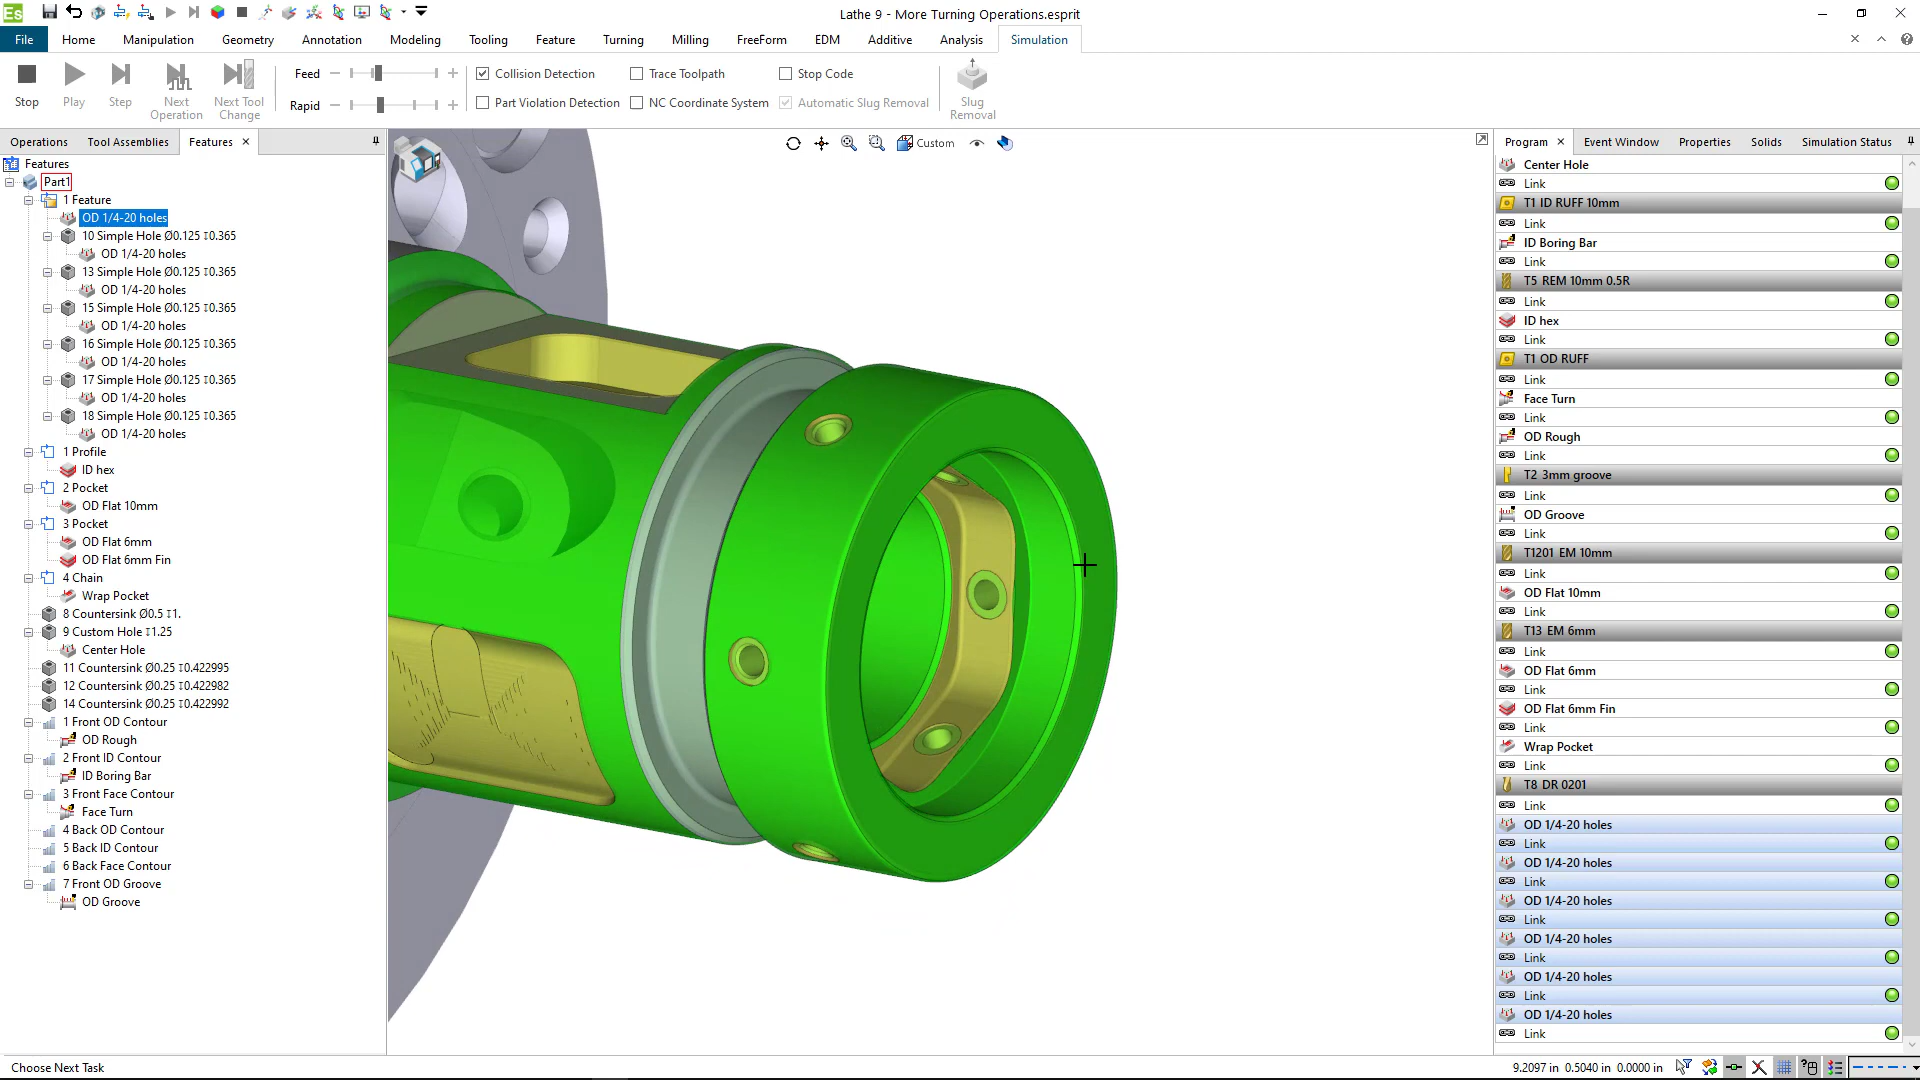 Es
Lathe 9 - More Turning Operations.esprit
File Home Manipulation Geometry Annotation Modeling Tooling Feature Turning Milling FreeForm EDM Additive Analysis Simulation
Feed
Collision Detection
Trace Toolpath
Stop Code
Stop
Play
Step
Next Operation
Next Tool Change
Rapid
Part Violation Detection
NC Coordinate System
Automatic Slug Removal
Slug Removal
Operations Tool Assemblies Features
Custom
Program Event Window Properties Solids Simulation Status
Features
Part1
1 Feature
OD 1/4-20 holes
10 Simple Hole Ø0.125 ↧0.365
OD 1/4-20 holes
13 Simple Hole Ø0.125 ↧0.365
OD 1/4-20 holes
15 Simple Hole Ø0.125 ↧0.365
OD 1/4-20 holes
16 Simple Hole Ø0.125 ↧0.365
OD 1/4-20 holes
17 Simple Hole Ø0.125 ↧0.365
OD 1/4-20 holes
18 Simple Hole Ø0.125 ↧0.365
OD 1/4-20 holes
1 Profile
ID hex
2 Pocket
OD Flat 10mm
3 Pocket
OD Flat 6mm
OD Flat 6mm Fin
4 Chain
Wrap Pocket
8 Countersink Ø0.5 ↧1.
9 Custom Hole ↧1.25
Center Hole
11 Countersink Ø0.25 ↧0.422995
12 Countersink Ø0.25 ↧0.422982
14 Countersink Ø0.25 ↧0.422992
1 Front OD Contour
OD Rough
2 Front ID Contour
ID Boring Bar
3 Front Face Contour
Face Turn
4 Back OD Contour
5 Back ID Contour
6 Back Face Contour
7 Front OD Groove
OD Groove
Center Hole
Link
T1 ID RUFF 10mm
Link
ID Boring Bar
Link
T5 REM 10mm 0.5R
Link
ID hex
Link
T1 OD RUFF
Link
Face Turn
Link
OD Rough
Link
T2 3mm groove
Link
OD Groove
Link
T1201 EM 10mm
Link
OD Flat 10mm
Link
T13 EM 6mm
Link
OD Flat 6mm
Link
OD Flat 6mm Fin
Link
Wrap Pocket
Link
T8 DR 0201
Link
OD 1/4-20 holes
Link
OD 1/4-20 holes
Link
OD 1/4-20 holes
Link
OD 1/4-20 holes
Link
OD 1/4-20 holes
Link
OD 1/4-20 holes
Link
Choose Next Task
9.2097 in 0.5040 in 0.0000 in